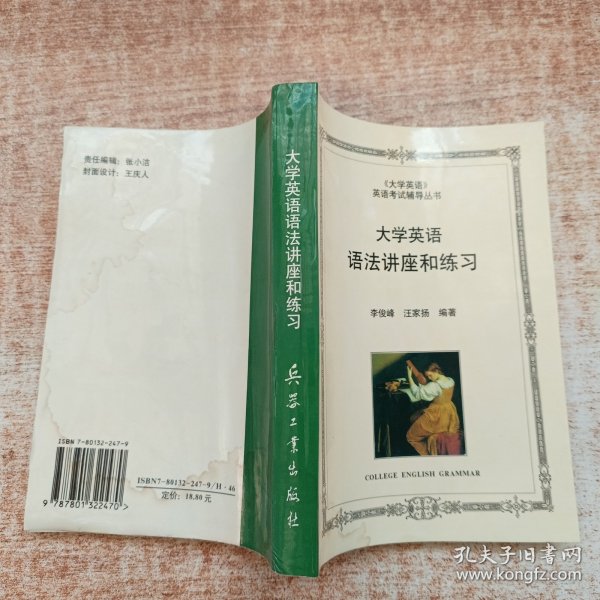 责任编辑：张小洁
封面设计：王庆人
ISBN 7-80132-247-9
9 787801 322470 >
ISBN7-80132-247-9/H·46
定价：18.80元
大学英语语法讲座和练习
兵器工业出版社
《大学英语》
英语考试辅导丛书
大学英语
语法讲座和练习
李俊峰 汪家扬 编著
COLLEGE ENGLISH GRAMMAR
孔夫子旧书网
www.kongfz.com